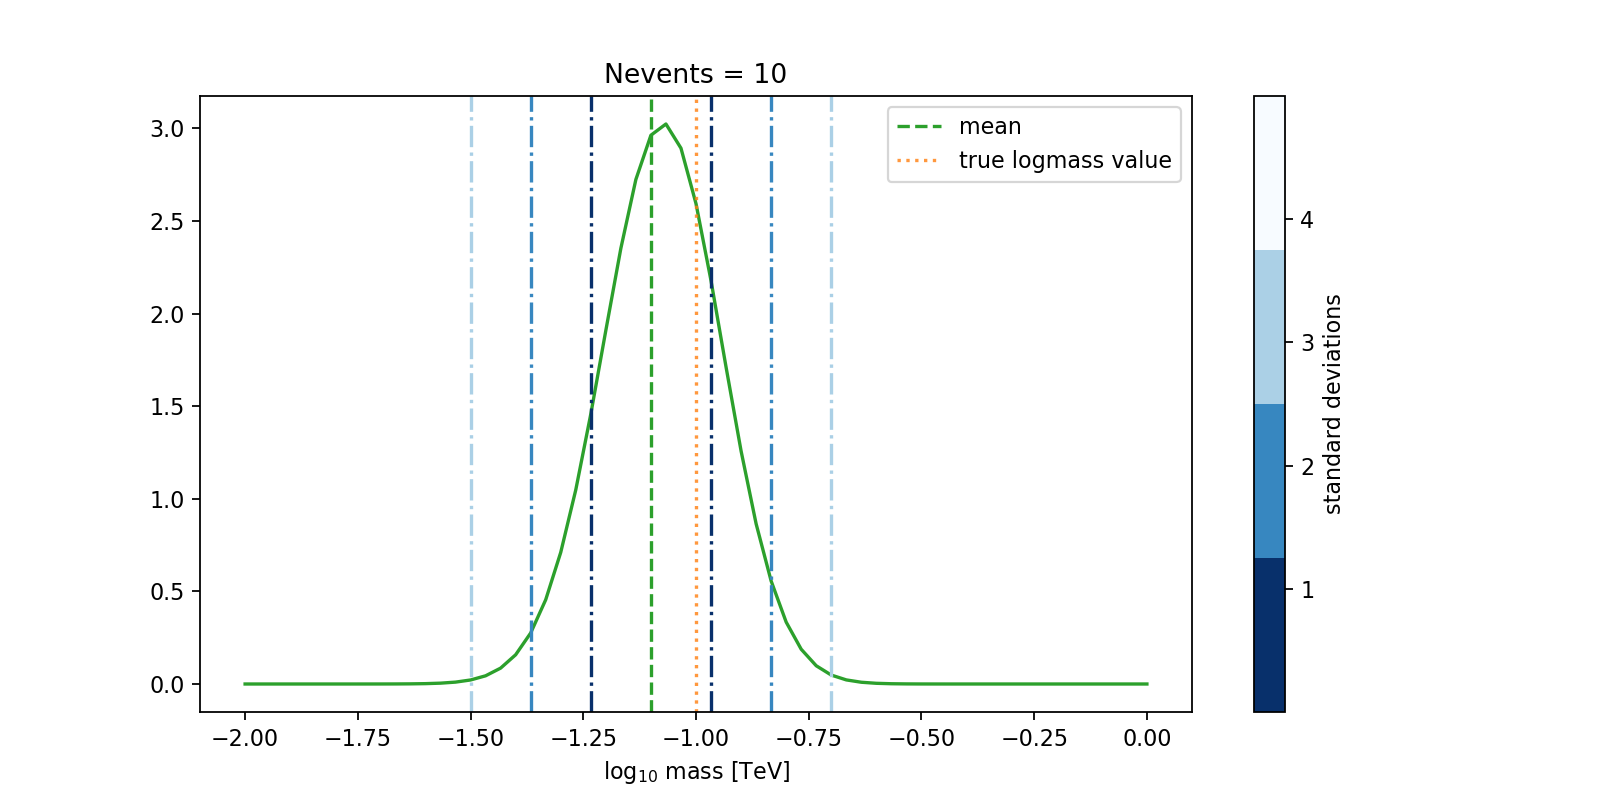 Nevents = 10
mean
true logmass value
3.0
2.5
2.0
1.5
1.0
0.5
0.0
−2.00 −1.75 −1.50 −1.25 −1.00 −0.75 −0.50 −0.25 0.00
log₁₀ mass [TeV]
4
3
2
1
standard deviations